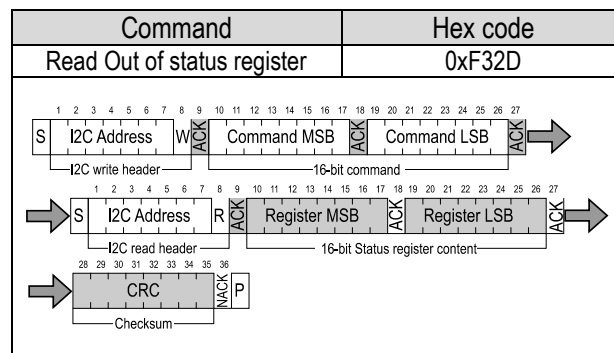 Command Hex code
Read Out of status register 0xF32D
1 2 3 4 5 6 7 8 9 10 11 12 13 14 15 16 17 18 19 20 21 22 23 24 25 26 27
S I2C Address W ACK Command MSB ACK Command LSB ACK
I2C write header 16-bit command
1 2 3 4 5 6 7 8 9 10 11 12 13 14 15 16 17 18 19 20 21 22 23 24 25 26 27
S I2C Address R ACK Register MSB ACK Register LSB ACK
I2C read header 16-bit Status register content
28 29 30 31 32 33 34 35 36
CRC NACK P
Checksum